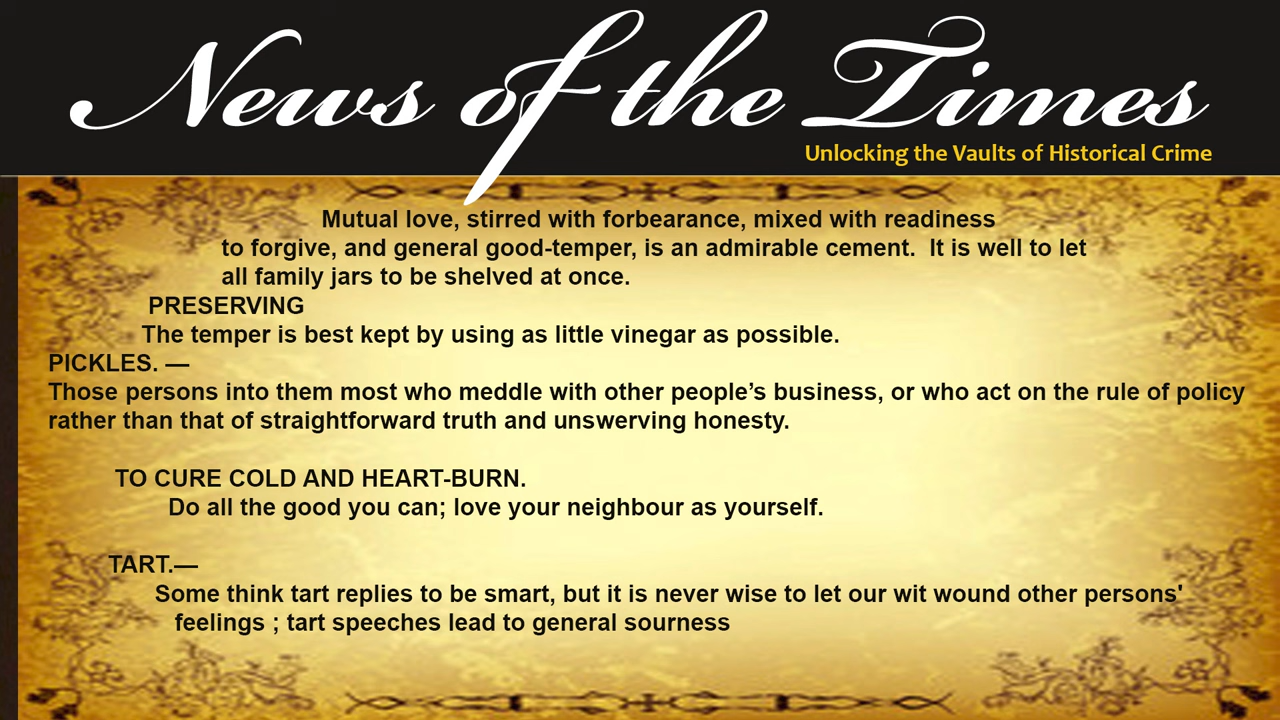 News of the Times
Unlocking the Vaults of Historical Crime
Mutual love, stirred with forbearance, mixed with readiness
to forgive, and general good-temper, is an admirable cement.  It is well to let
all family jars to be shelved at once.
PRESERVING
The temper is best kept by using as little vinegar as possible.
PICKLES. —
Those persons into them most who meddle with other people’s business, or who act on the rule of policy
rather than that of straightforward truth and unswerving honesty.
TO CURE COLD AND HEART-BURN.
Do all the good you can; love your neighbour as yourself.
TART.—
Some think tart replies to be smart, but it is never wise to let our wit wound other persons'
feelings ; tart speeches lead to general sourness